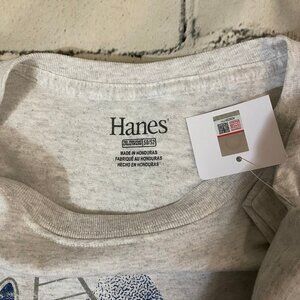 Hanes
MADE IN HONDURAS
FABRIQUÉ AU HONDURAS
HECHO EN HONDURAS